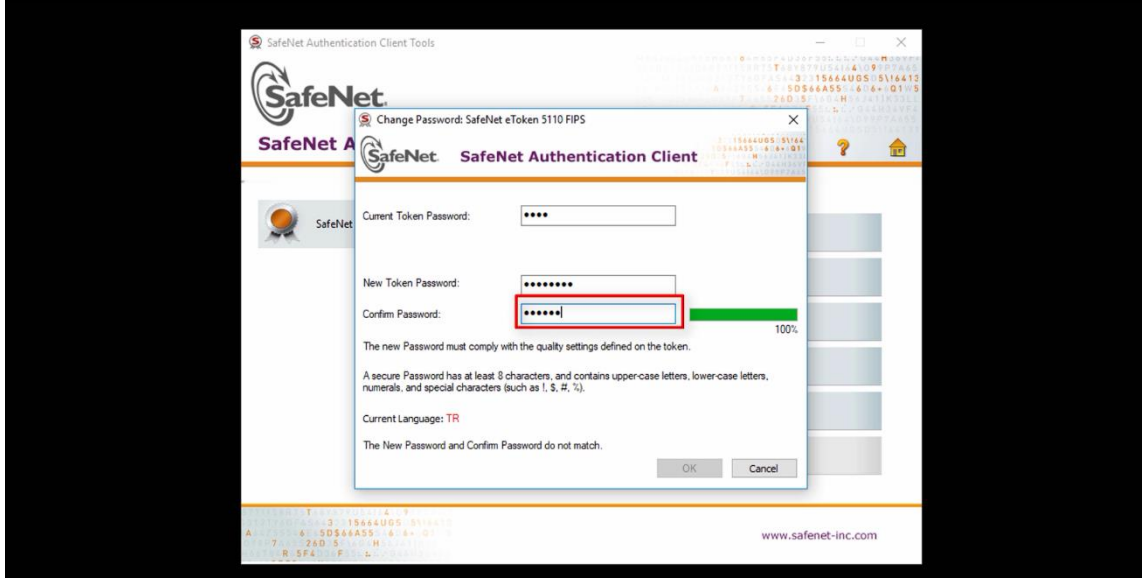 SafeNet Authentication Client Tools
SafeNet.
SafeNet A
?
SafeNet
Change Password: SafeNet eToken 5110 FIPS
SafeNet. SafeNet Authentication Client
Current Token Password: ••••
New Token Password: ••••••••
Confirm Password: ••••••
100%
The new Password must comply with the quality settings defined on the token.
A secure Password has at least 8 characters, and contains upper-case letters, lower-case letters,
numerals, and special characters (such as !, $, #, %).
Current Language: TR
The New Password and Confirm Password do not match.
OK Cancel
www.safenet-inc.com